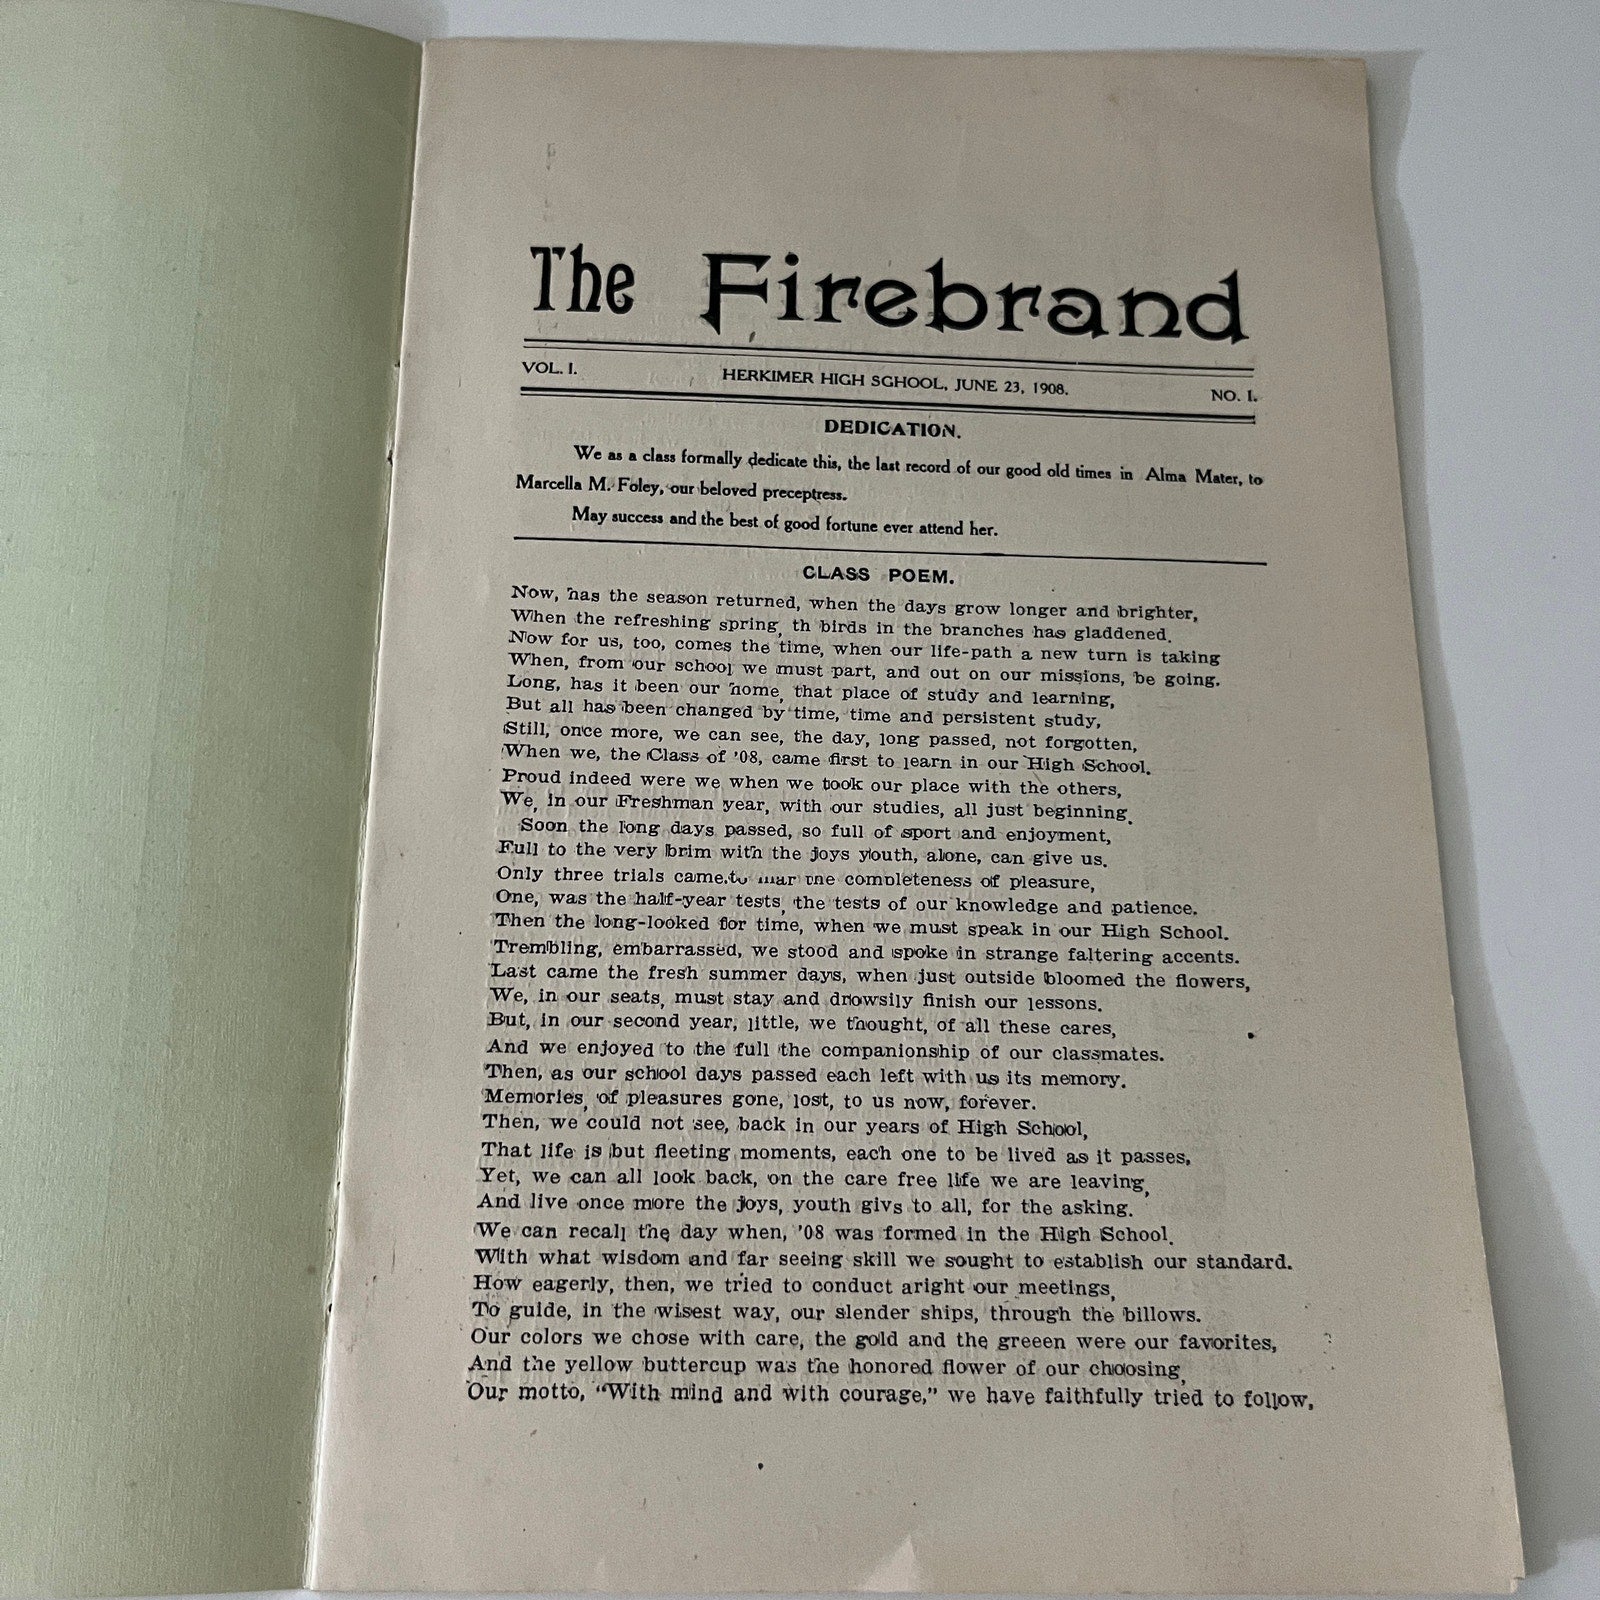 The Firebrand
VOL. I. HERKIMER HIGH SCHOOL, JUNE 23, 1908. NO. I.
DEDICATION.
We as a class formally dedicate this, the last record of our good old times in Alma Mater, to
Marcella M. Foley, our beloved preceptress.
May success and the best of good fortune ever attend her.
CLASS POEM.
Now, has the season returned, when the days grow longer and brighter,
When the refreshing spring, th birds in the branches has gladdened.
Now for us, too, comes the time, when our life-path a new turn is taking
When, from our school we must part, and out on our missions, be going.
Long, has it been our home, that place of study and learning,
But all has been changed by time, time and persistent study,
Still, once more, we can see, the day, long passed, not forgotten,
When we, the Class of '08, came first to learn in our High School.
Proud indeed were we when we took our place with the others,
We, in our Freshman year, with our studies, all just beginning.
Soon the long days passed, so full of sport and enjoyment,
Full to the very brim with the joys youth, alone, can give us.
Only three trials came to mar the completeness of pleasure,
One, was the half-year tests, the tests of our knowledge and patience.
Then the long-looked for time, when we must speak in our High School.
Trembling, embarrassed, we stood and spoke in strange faltering accents.
Last came the fresh summer days, when just outside bloomed the flowers,
We, in our seats, must stay and drowsily finish our lessons.
But, in our second year, little, we thought, of all these cares,
And we enjoyed to the full the companionship of our classmates.
Then, as our school days passed each left with us its memory.
Memories, of pleasures gone, lost, to us now, forever.
Then, we could not see, back in our years of High School,
That life is but fleeting moments, each one to be lived as it passes,
Yet, we can all look back, on the care free life we are leaving,
And live once more the joys, youth givs to all, for the asking.
We can recall the day when, '08 was formed in the High School.
With what wisdom and far seeing skill we sought to establish our standard.
How eagerly, then, we tried to conduct aright our meetings,
To guide, in the wisest way, our slender ships, through the billows.
Our colors we chose with care, the gold and the greeen were our favorites,
And the yellow buttercup was the honored flower of our choosing,
Our motto, "With mind and with courage," we have faithfully tried to follow,